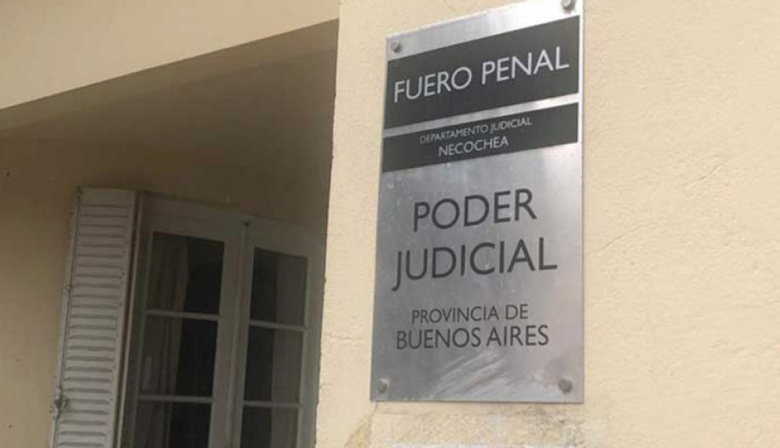 FUERO PENAL
DEPARTAMENTO JUDICIAL
NECOCHEA
PODER
JUDICIAL
PROVINCIA DE
BUENOS AIRES